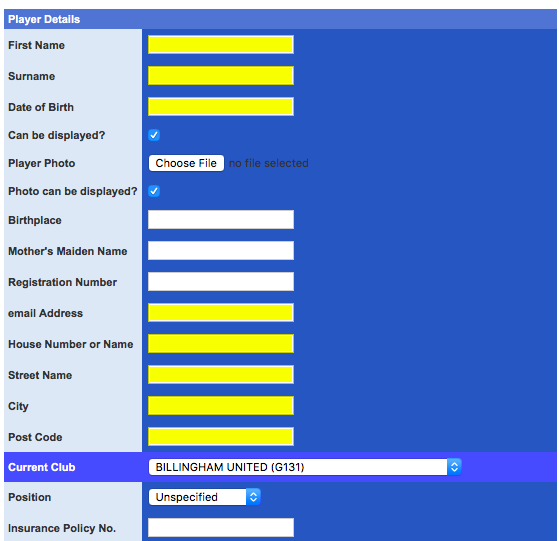 Player Details
First Name
Surname
Date of Birth
Can be displayed?
Player Photo Choose File no file selected
Photo can be displayed?
Birthplace
Mother's Maiden Name
Registration Number
email Address
House Number or Name
Street Name
City
Post Code
Current Club BILLINGHAM UNITED (G131)
Position Unspecified
Insurance Policy No.